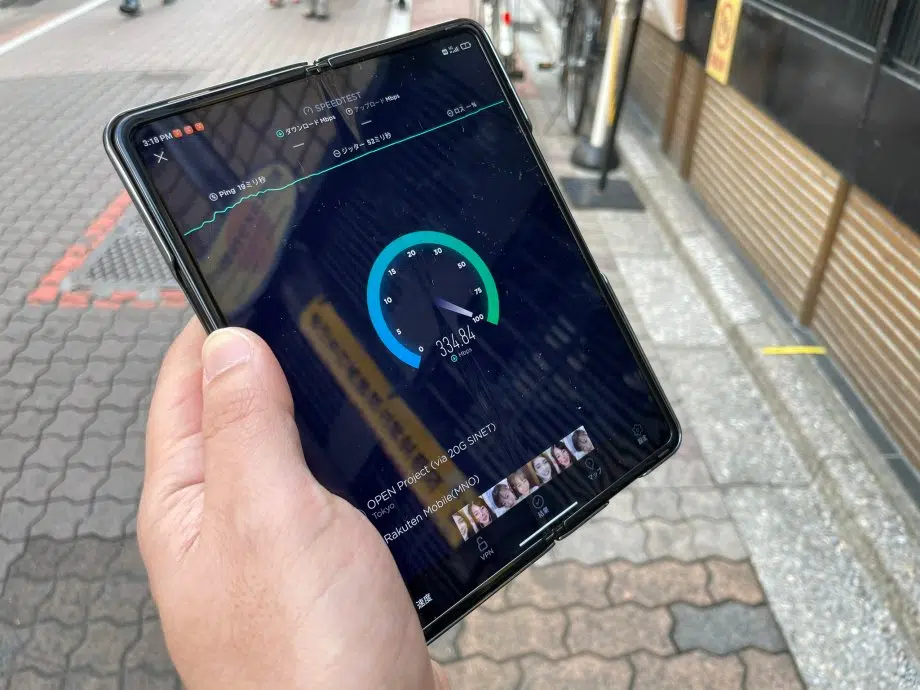 3:18 PM
SPEEDTEST
ダウンロード Mbps
アップロード Mbps
—
—
Ping 19ミリ秒
ジッター 52ミリ秒
ロス —%
0
5
10
15
20
30
50
75
100
334.84
Mbps
OPEN Project (via 20G SINET)
Tokyo
Rakuten Mobile(MNO)
速度
VPN
結果
マップ
設定